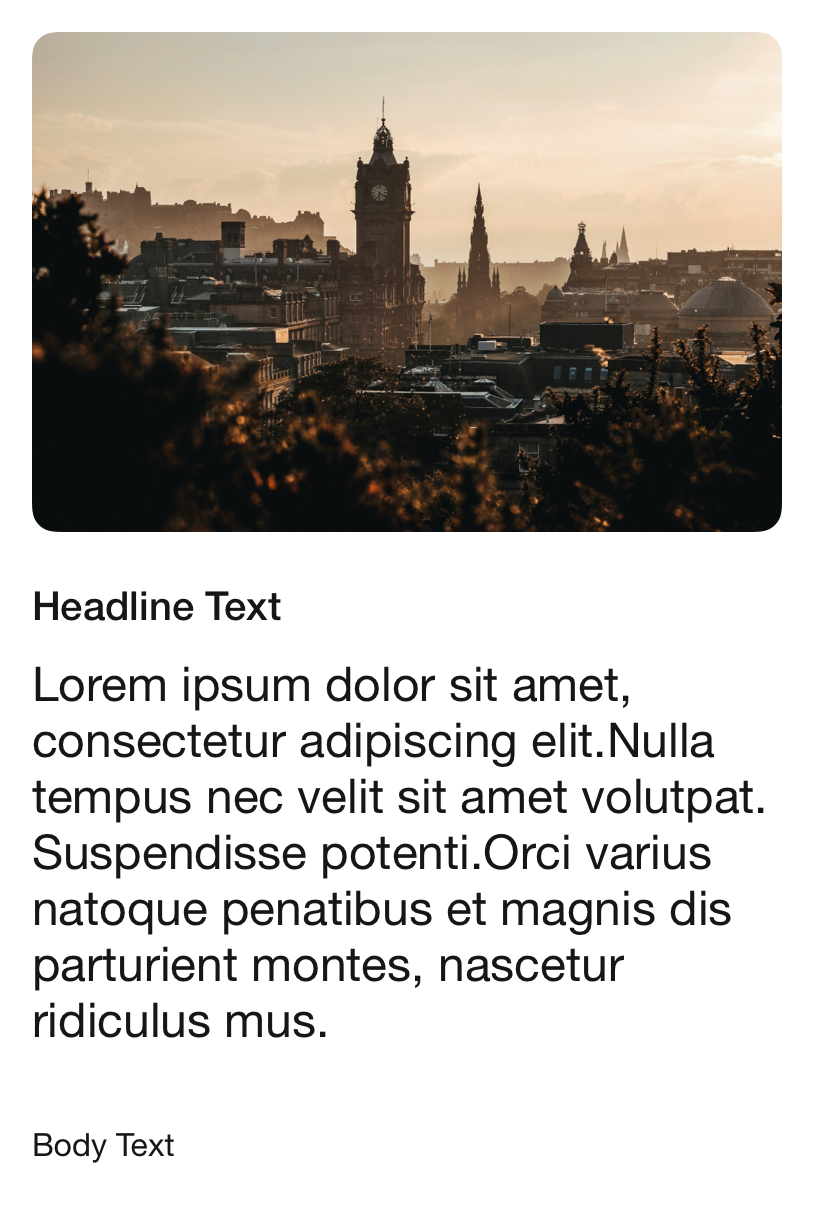 Headline Text
Lorem ipsum dolor sit amet,
consectetur adipiscing elit.Nulla
tempus nec velit sit amet volutpat.
Suspendisse potenti.Orci varius
natoque penatibus et magnis dis
parturient montes, nascetur
ridiculus mus.
Body Text